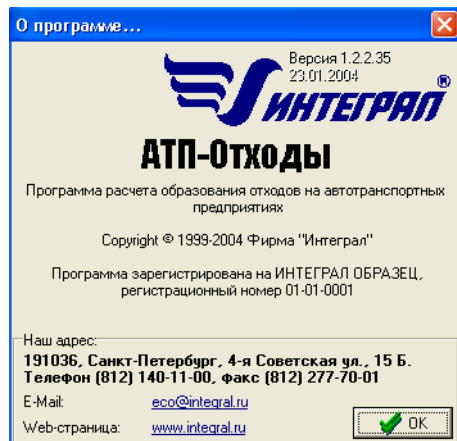 О программе...
Версия 1.2.2.35
23.01.2004
®
ИНТЕГРАЛ
АТП-Отходы
Программа расчета образования отходов на автотранспортных
предприятиях
Copyright © 1999-2004 Фирма "Интеграл"
Программа зарегистрирована на ИНТЕГРАЛ ОБРАЗЕЦ,
регистрационный номер 01-01-0001
Наш адрес:
191036, Санкт-Петербург, 4-я Советская ул., 15 Б.
Телефон (812) 140-11-00, факс (812) 277-70-01
E-Mail: eco@integral.ru
Web-страница: www.integral.ru
OK